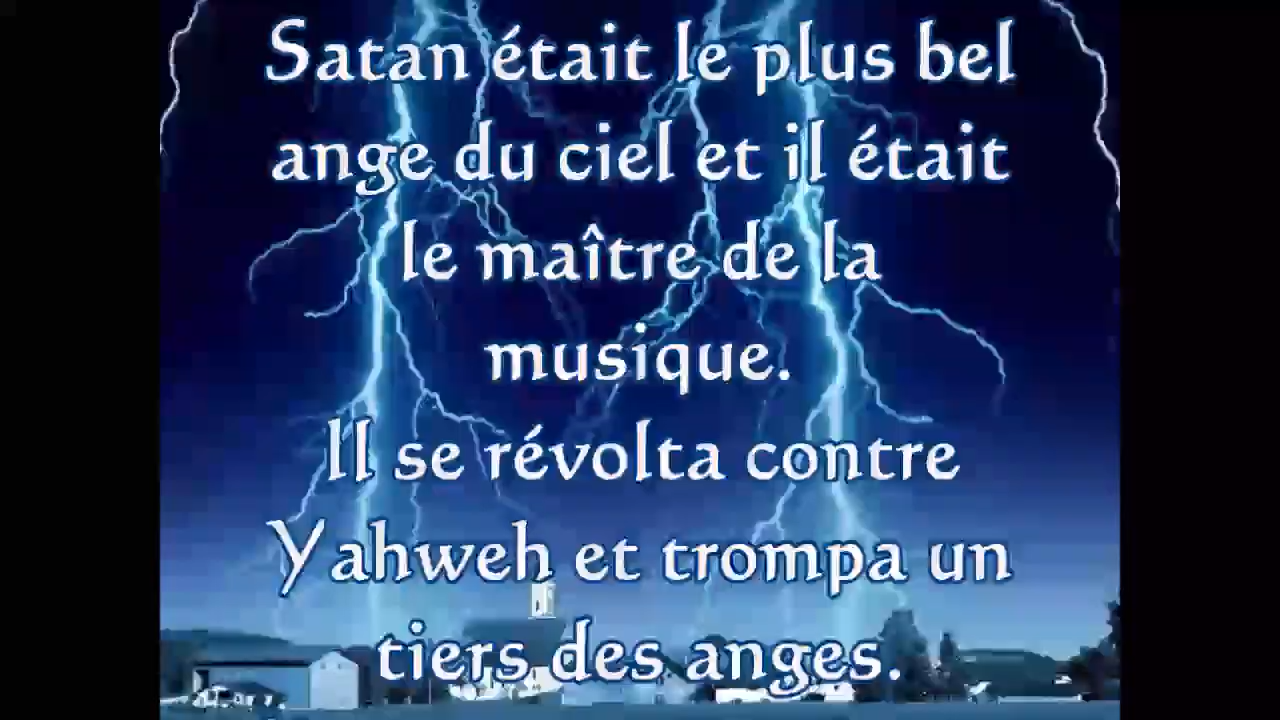 Satan était le plus bel
ange du ciel et il était
le maître de la
musique.
Il se révolta contre
Yahweh et trompa un
tiers des anges.